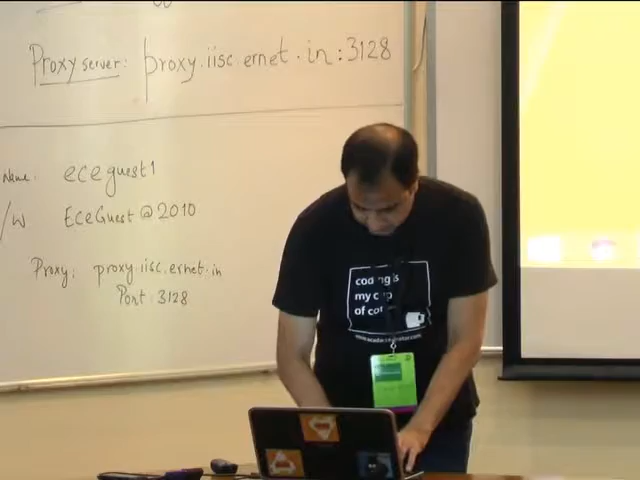 Proxy server: proxy.iisc.ernet.in:3128
Name: eceguest1
/W EceGuest@2010
Proxy: proxy.iisc.ernet.in
Port: 3128
coding is
my cup
of